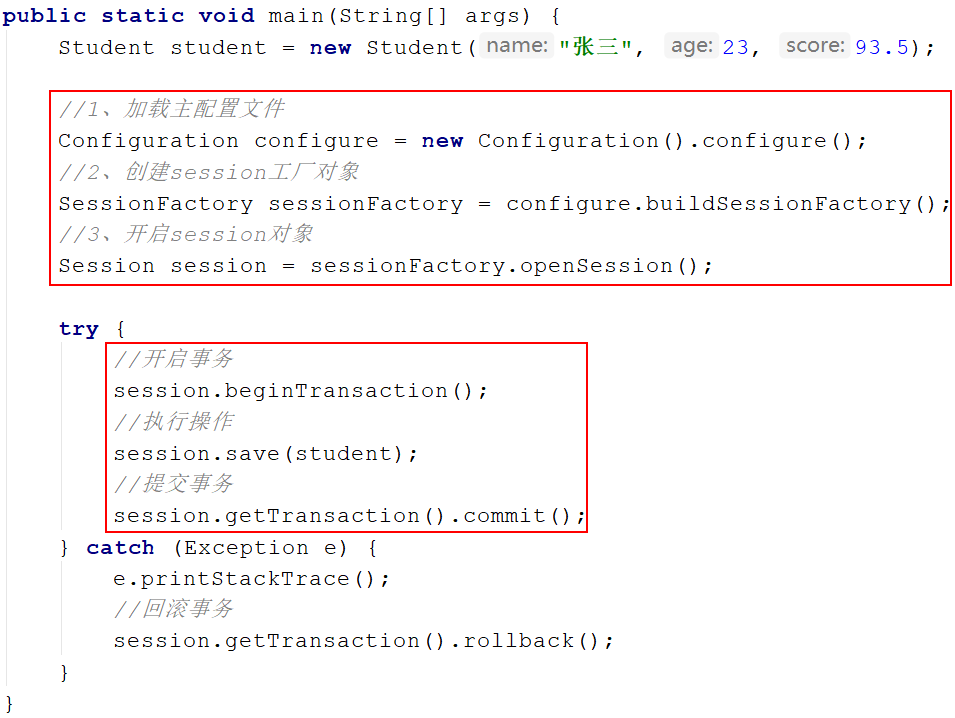 public static void main(String[] args) {
Student student = new Student( name: "张三", age: 23, score: 93.5);
//1、加载主配置文件
Configuration configure = new Configuration().configure();
//2、创建session工厂对象
SessionFactory sessionFactory = configure.buildSessionFactory();
//3、开启session对象
Session session = sessionFactory.openSession();
try {
//开启事务
session.beginTransaction();
//执行操作
session.save(student);
//提交事务
session.getTransaction().commit();
} catch (Exception e) {
e.printStackTrace();
//回滚事务
session.getTransaction().rollback();
}
}